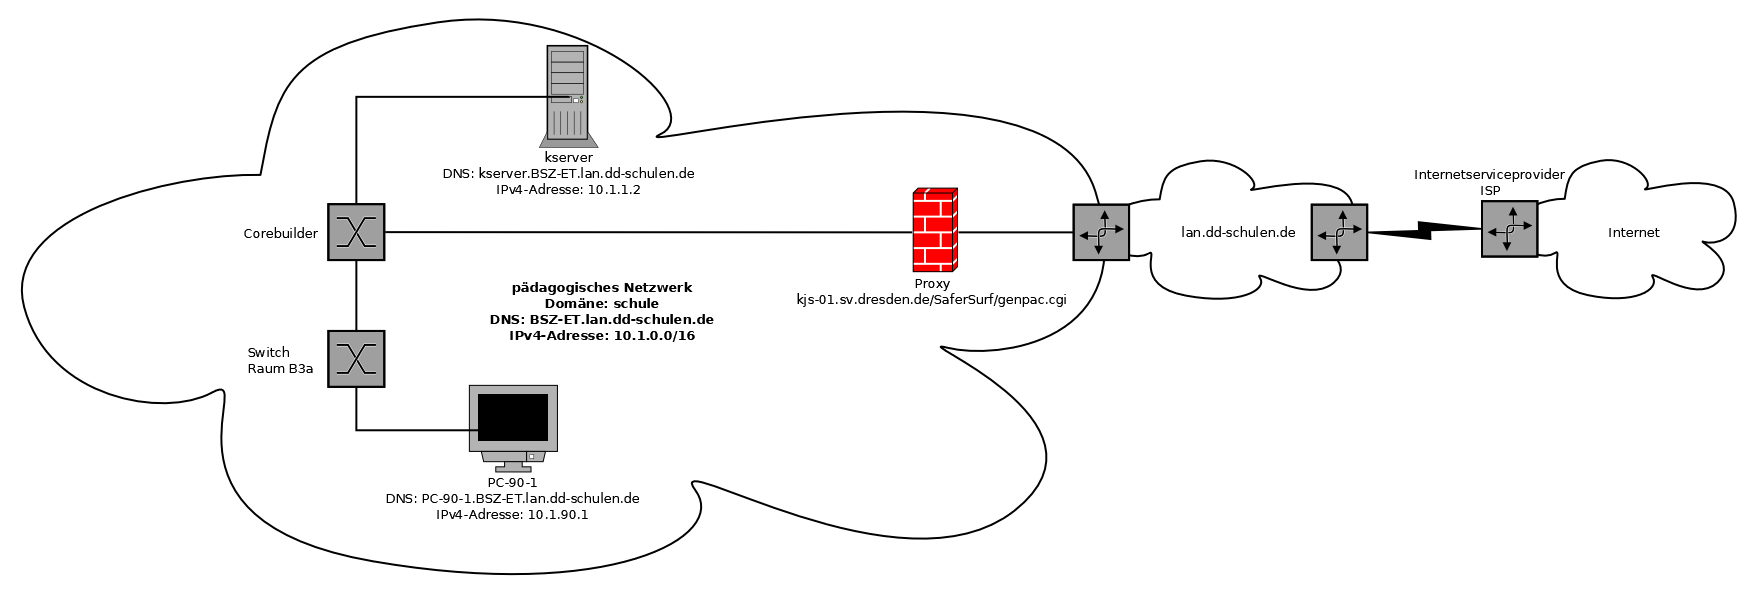 kserver
DNS: kserver.BSZ-ET.lan.dd-schulen.de
IPv4-Adresse: 10.1.1.2
Corebuilder
Proxy
kjs-01.sv.dresden.de/SaferSurf/genpac.cgi
pädagogisches Netzwerk
Domäne: schule
DNS: BSZ-ET.lan.dd-schulen.de
IPv4-Adresse: 10.1.0.0/16
Switch
Raum B3a
PC-90-1
DNS: PC-90-1.BSZ-ET.lan.dd-schulen.de
IPv4-Adresse: 10.1.90.1
lan.dd-schulen.de
Internetserviceprovider
ISP
Internet